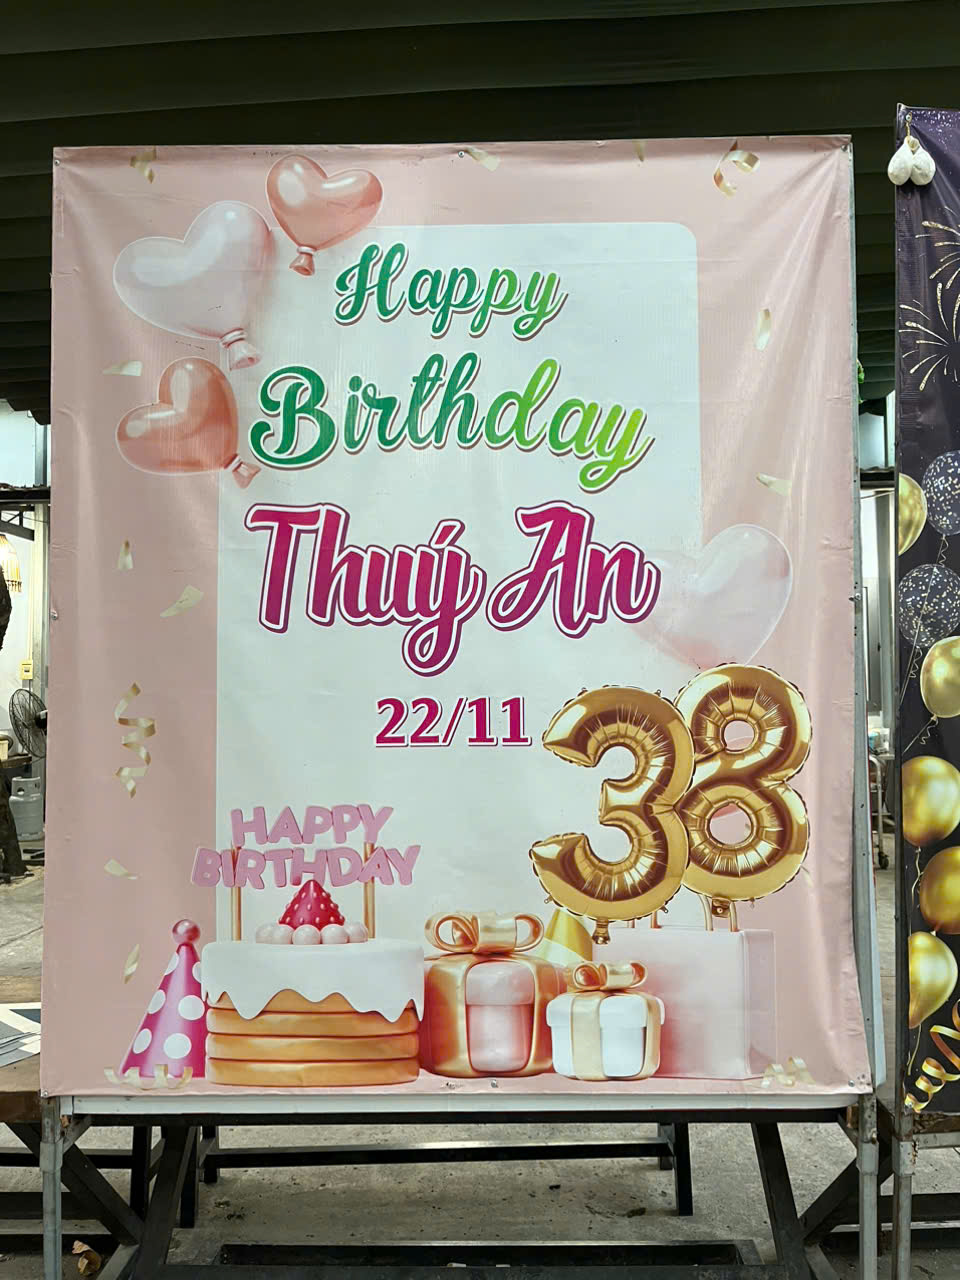 Happy
Birthday
Thuý An
22/11
38
HAPPY
BIRTHDAY